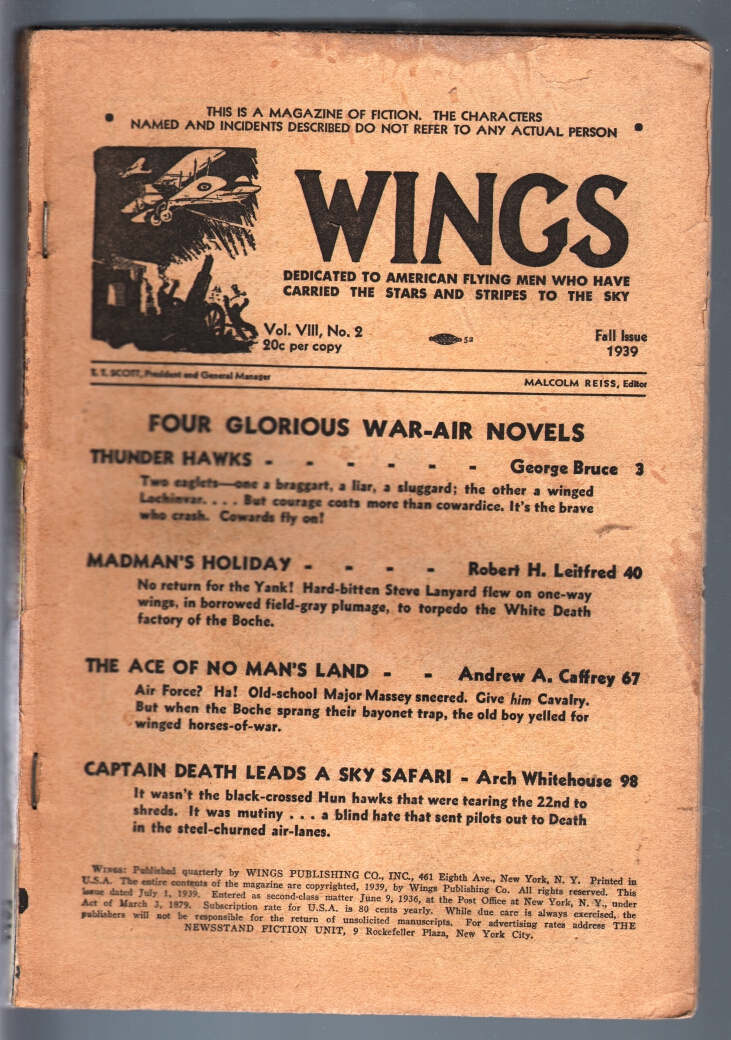 THIS IS A MAGAZINE OF FICTION. THE CHARACTERS
NAMED AND INCIDENTS DESCRIBED DO NOT REFER TO ANY ACTUAL PERSON
WINGS
DEDICATED TO AMERICAN FLYING MEN WHO HAVE
CARRIED THE STARS AND STRIPES TO THE SKY
Vol. VIII, No. 2
20c per copy
52
Fall Issue
1939
T. T. SCOTT, President and General Manager
MALCOLM REISS, Editor
FOUR GLORIOUS WAR-AIR NOVELS
THUNDER HAWKS - - - - - - George Bruce 3
Two eaglets—one a braggart, a liar, a sluggard; the other a winged
Lochinvar. . . . But courage costs more than cowardice. It's the brave
who crash. Cowards fly on!
MADMAN'S HOLIDAY - - - - Robert H. Leitfred 40
No return for the Yank! Hard-bitten Steve Lanyard flew on one-way
wings, in borrowed field-gray plumage, to torpedo the White Death
factory of the Boche.
THE ACE OF NO MAN'S LAND - - Andrew A. Caffrey 67
Air Force? Ha! Old-school Major Massey sneered. Give him Cavalry.
But when the Boche sprang their bayonet trap, the old boy yelled for
winged horses-of-war.
CAPTAIN DEATH LEADS A SKY SAFARI - Arch Whitehouse 98
It wasn't the black-crossed Hun hawks that were tearing the 22nd to
shreds. It was mutiny . . . a blind hate that sent pilots out to Death
in the steel-churned air-lanes.
WINGS: Published quarterly by WINGS PUBLISHING CO., INC., 461 Eighth Ave., New York, N. Y. Printed in
U.S.A. The entire contents of the magazine are copyrighted, 1939, by Wings Publishing Co. All rights reserved. This
issue dated July 1, 1939. Entered as second-class matter June 9, 1936, at the Post Office at New York, N. Y., under
Act of March 3, 1879. Subscription rate for U.S.A. is 80 cents yearly. While due care is always exercised, the
publishers will not be responsible for the return of unsolicited manuscripts. For advertising rates address THE
NEWSSTAND FICTION UNIT, 9 Rockefeller Plaza, New York City.